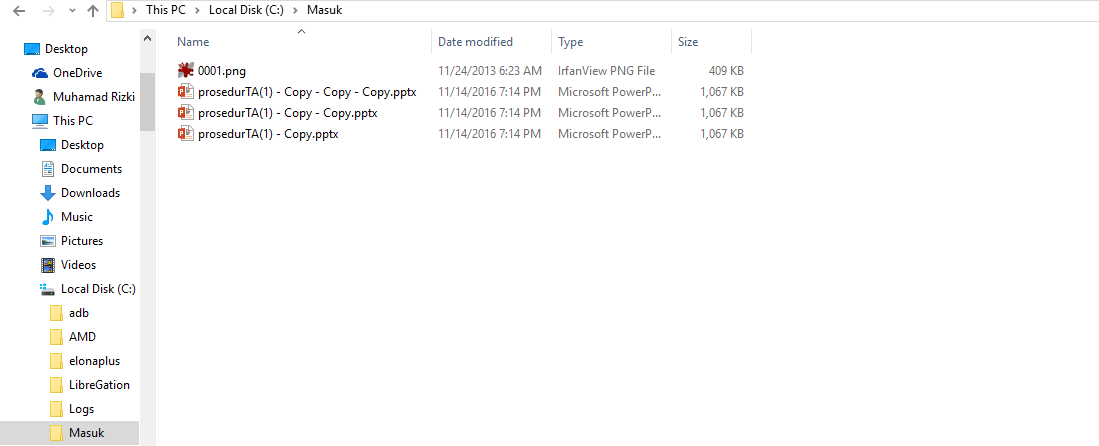 This PC > Local Disk (C:) > Masuk
Name Date modified Type Size
0001.png 11/24/2013 6:23 AM IrfanView PNG File 409 KB
prosedurTA(1) - Copy - Copy - Copy.pptx 11/14/2016 7:14 PM Microsoft PowerP... 1,067 KB
prosedurTA(1) - Copy - Copy.pptx 11/14/2016 7:14 PM Microsoft PowerP... 1,067 KB
prosedurTA(1) - Copy.pptx 11/14/2016 7:14 PM Microsoft PowerP... 1,067 KB
Desktop
OneDrive
Muhamad Rizki
This PC
Desktop
Documents
Downloads
Music
Pictures
Videos
Local Disk (C:)
adb
AMD
elonaplus
LibreGation
Logs
Masuk